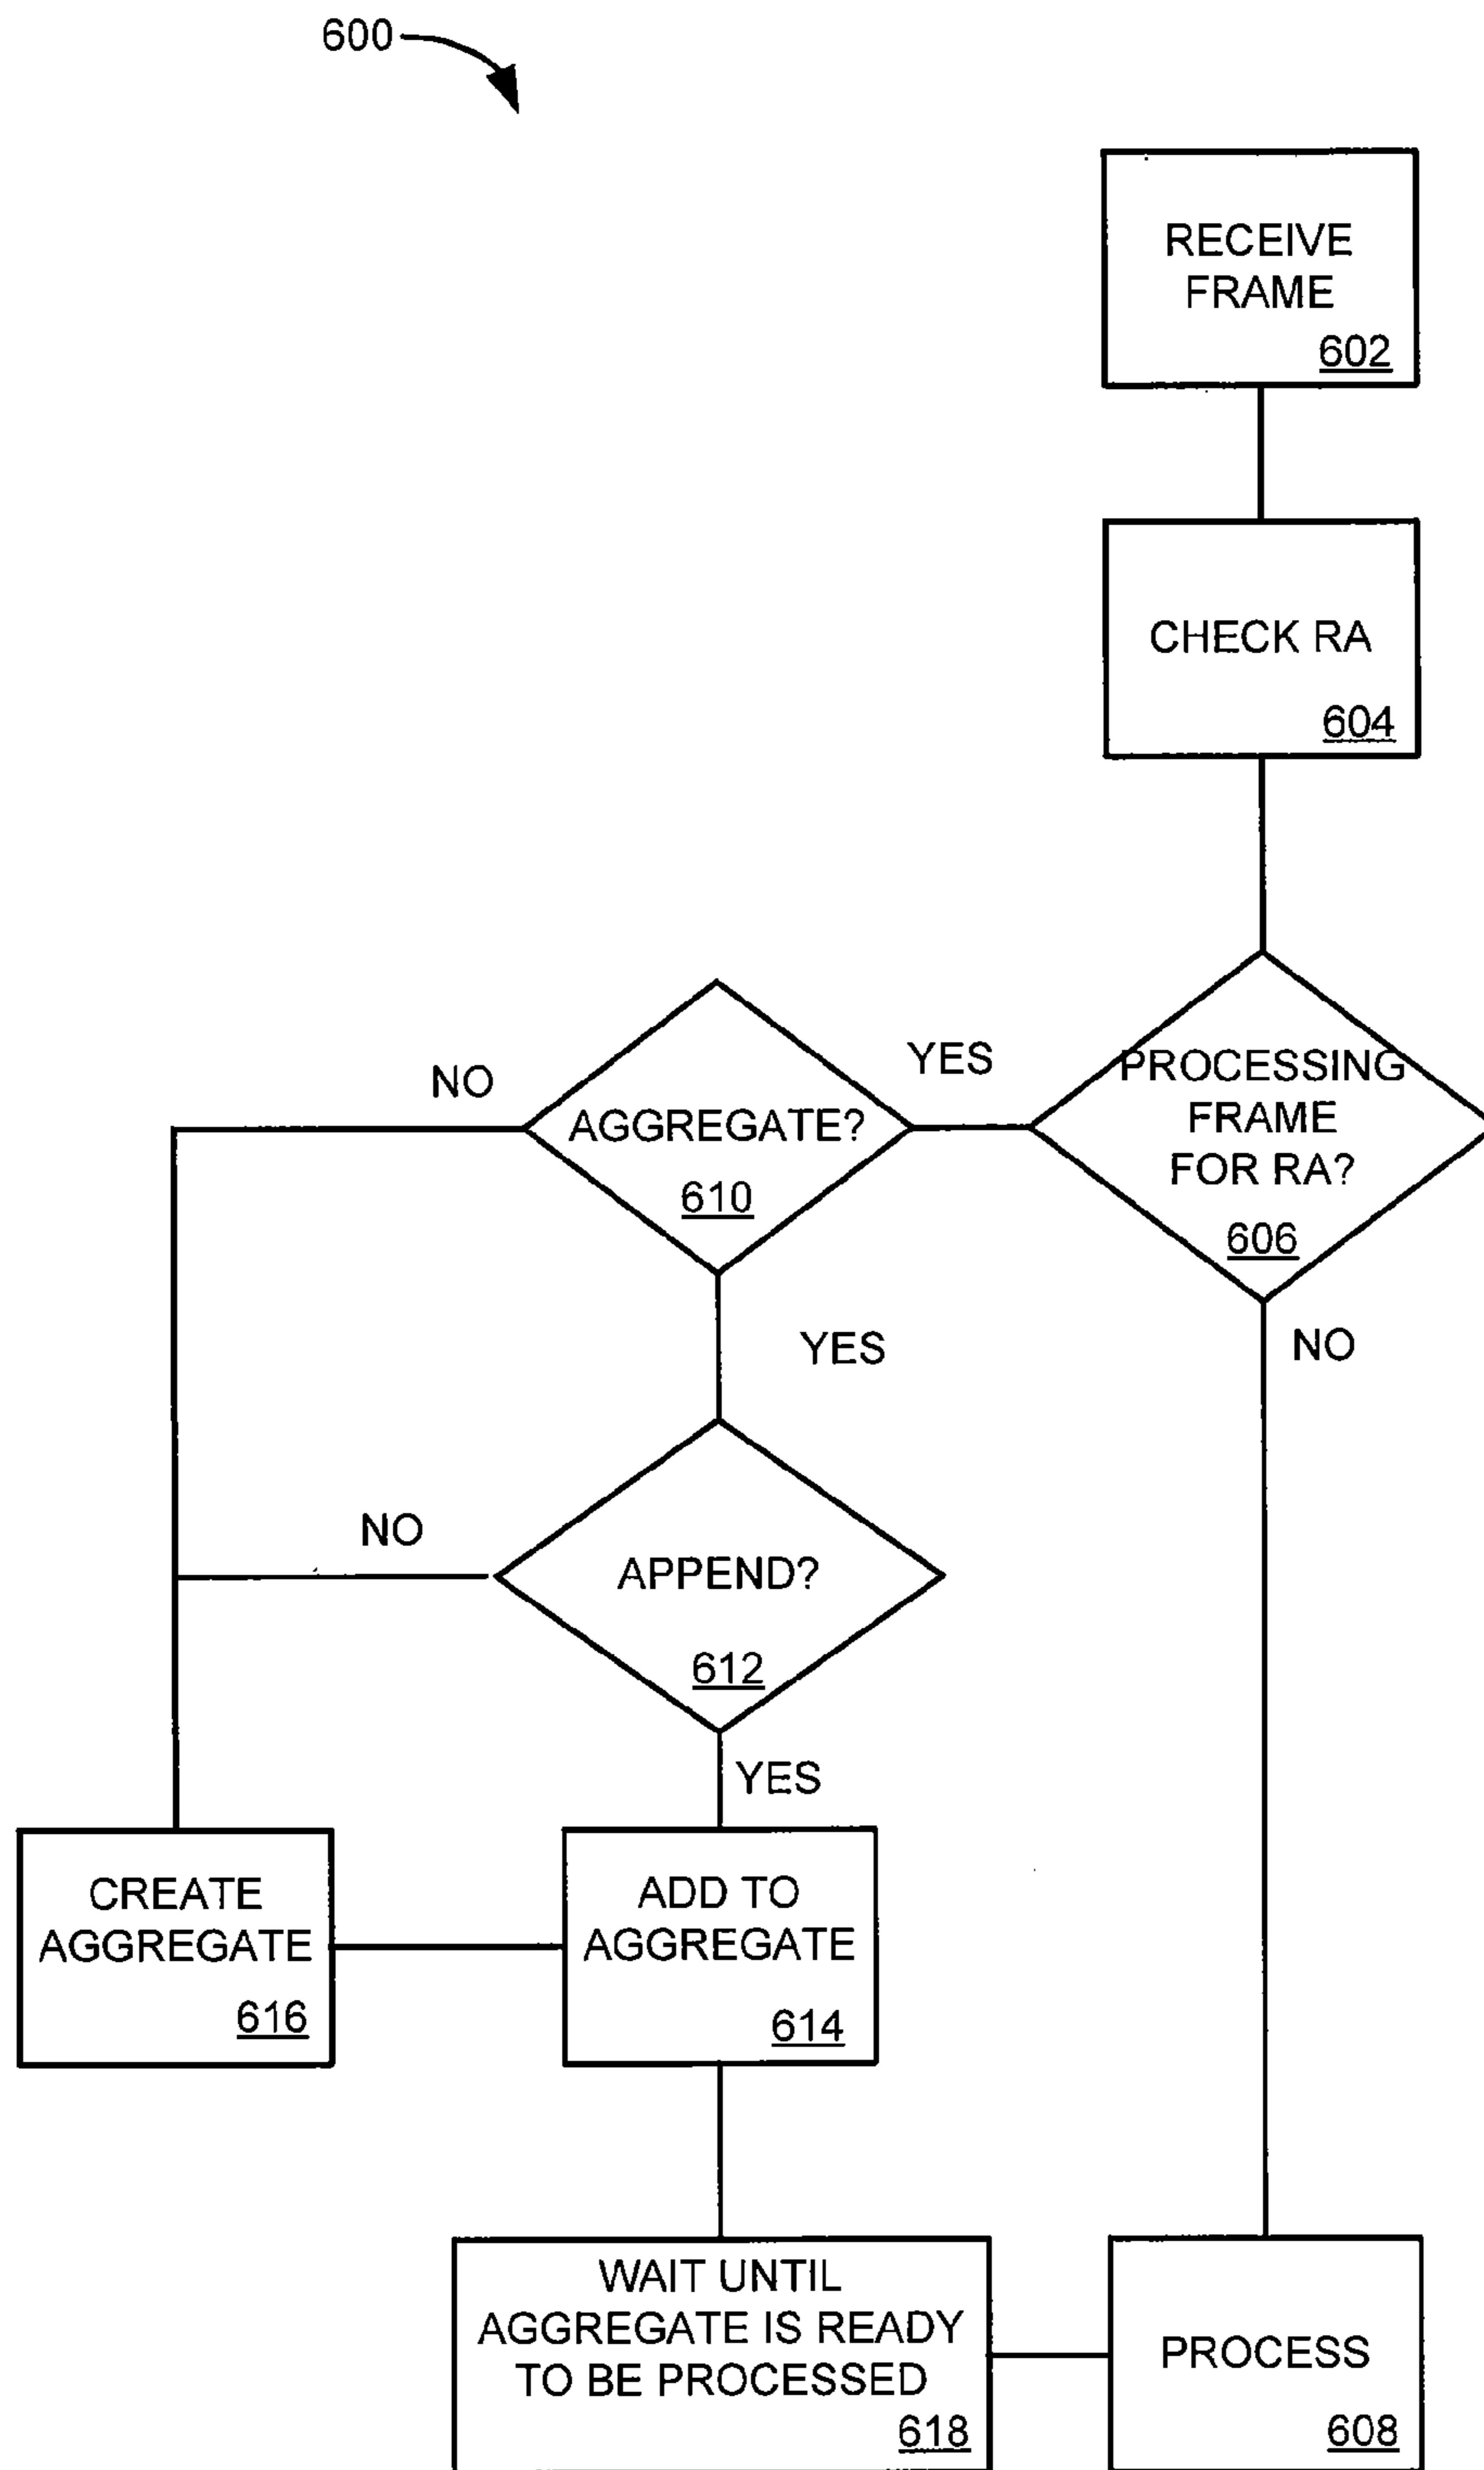 600
RECEIVE
FRAME
602
CHECK RA
604
PROCESSING
FRAME
FOR RA?
606
YES
NO
AGGREGATE?
610
NO
YES
APPEND?
612
NO
YES
CREATE
AGGREGATE
616
ADD TO
AGGREGATE
614
WAIT UNTIL
AGGREGATE IS READY
TO BE PROCESSED
618
PROCESS
608